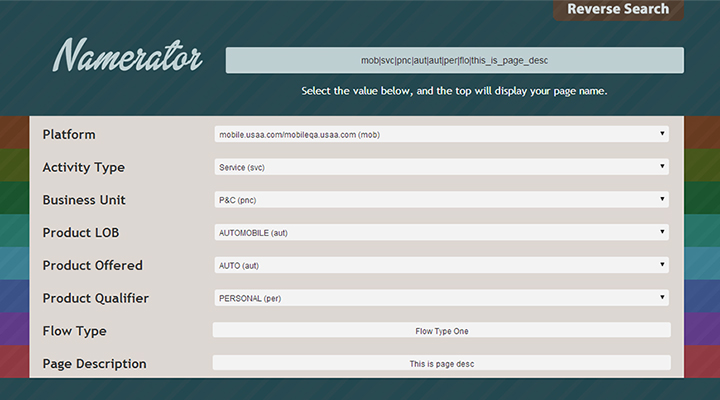 Reverse Search
Namerator
mob|svc|pnc|aut|aut|per|flo|this_is_page_desc
Select the value below, and the top will display your page name.
Platform mobile.usaa.com/mobileqa.usaa.com (mob)
Activity Type Service (svc)
Business Unit P&C (pnc)
Product LOB AUTOMOBILE (aut)
Product Offered AUTO (aut)
Product Qualifier PERSONAL (per)
Flow Type Flow Type One
Page Description This is page desc